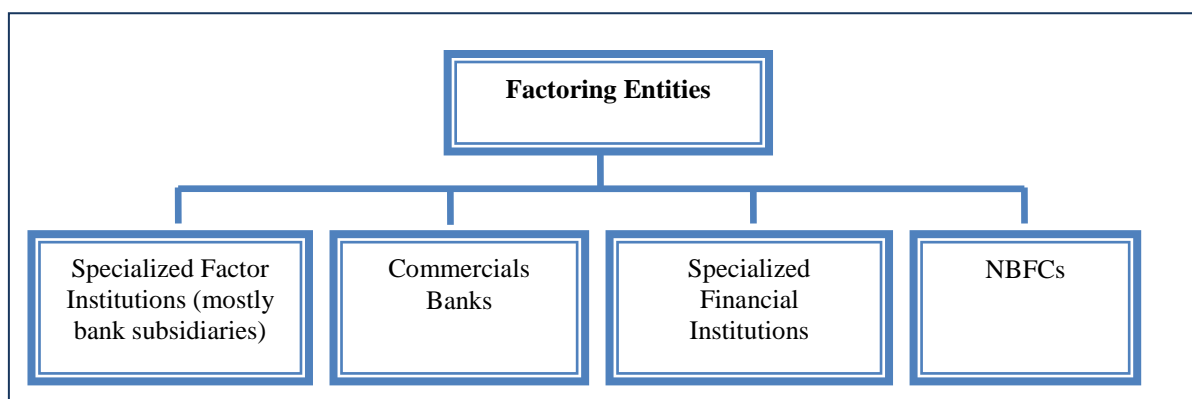 Factoring Entities
Specialized Factor
Institutions (mostly
bank subsidiaries)
Commercials
Banks
Specialized
Financial
Institutions
NBFCs